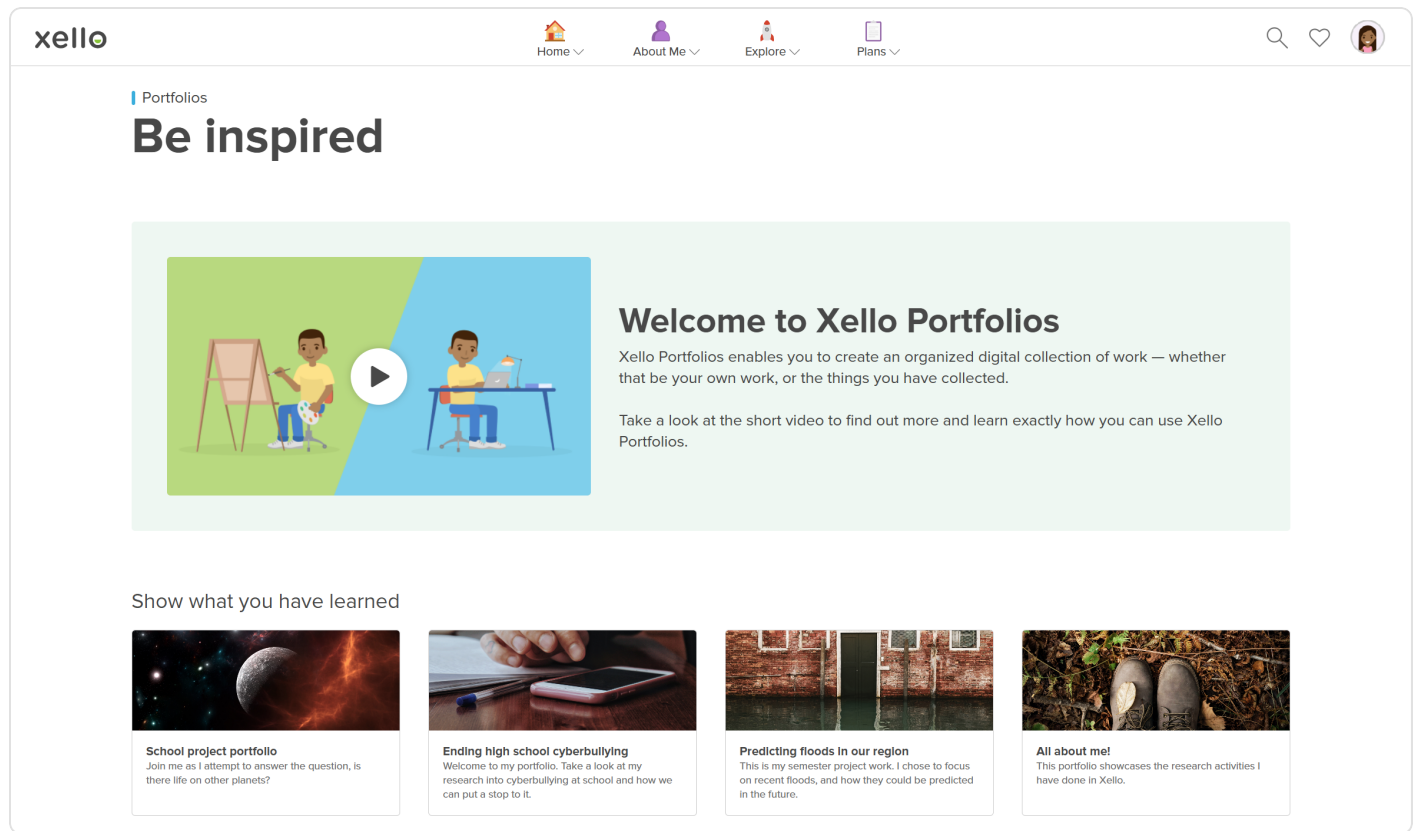 xello
Home
About Me
Explore
Plans
Portfolios
Be inspired
Welcome to Xello Portfolios
Xello Portfolios enables you to create an organized digital collection of work — whether
that be your own work, or the things you have collected.
Take a look at the short video to find out more and learn exactly how you can use Xello
Portfolios.
Show what you have learned
School project portfolio
Join me as I attempt to answer the question, is
there life on other planets?
Ending high school cyberbullying
Welcome to my portfolio. Take a look at my
research into cyberbullying at school and how we
can put a stop to it.
Predicting floods in our region
This is my semester project work. I chose to focus
on recent floods, and how they could be predicted
in the future.
All about me!
This portfolio showcases the research activities I
have done in Xello.